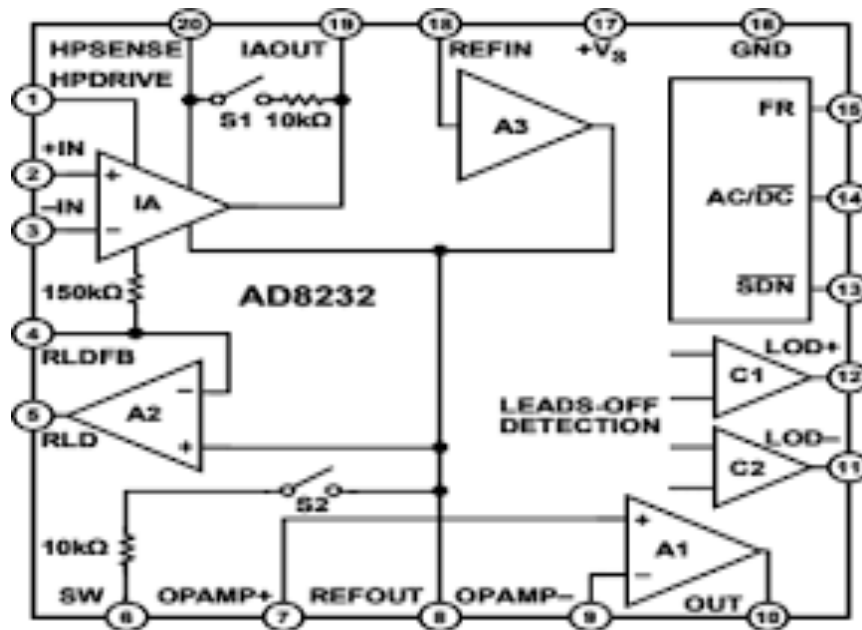 20 19 18 17 16
HPSENSE IAOUT REFIN +VS GND
HPDRIVE
1
S1 10kΩ
A3
FR 15
+IN
2
+
IA
AC/DC 14
–IN
3
–
150kΩ
AD8232
SDN 13
4
RLDFB
LOD+
C1 12
–
A2
5
RLD
+
LEADS-OFF
DETECTION
LOD–
C2 11
S2
10kΩ
+
A1
–
SW OPAMP+ REFOUT OPAMP– OUT
6 7 8 9 10